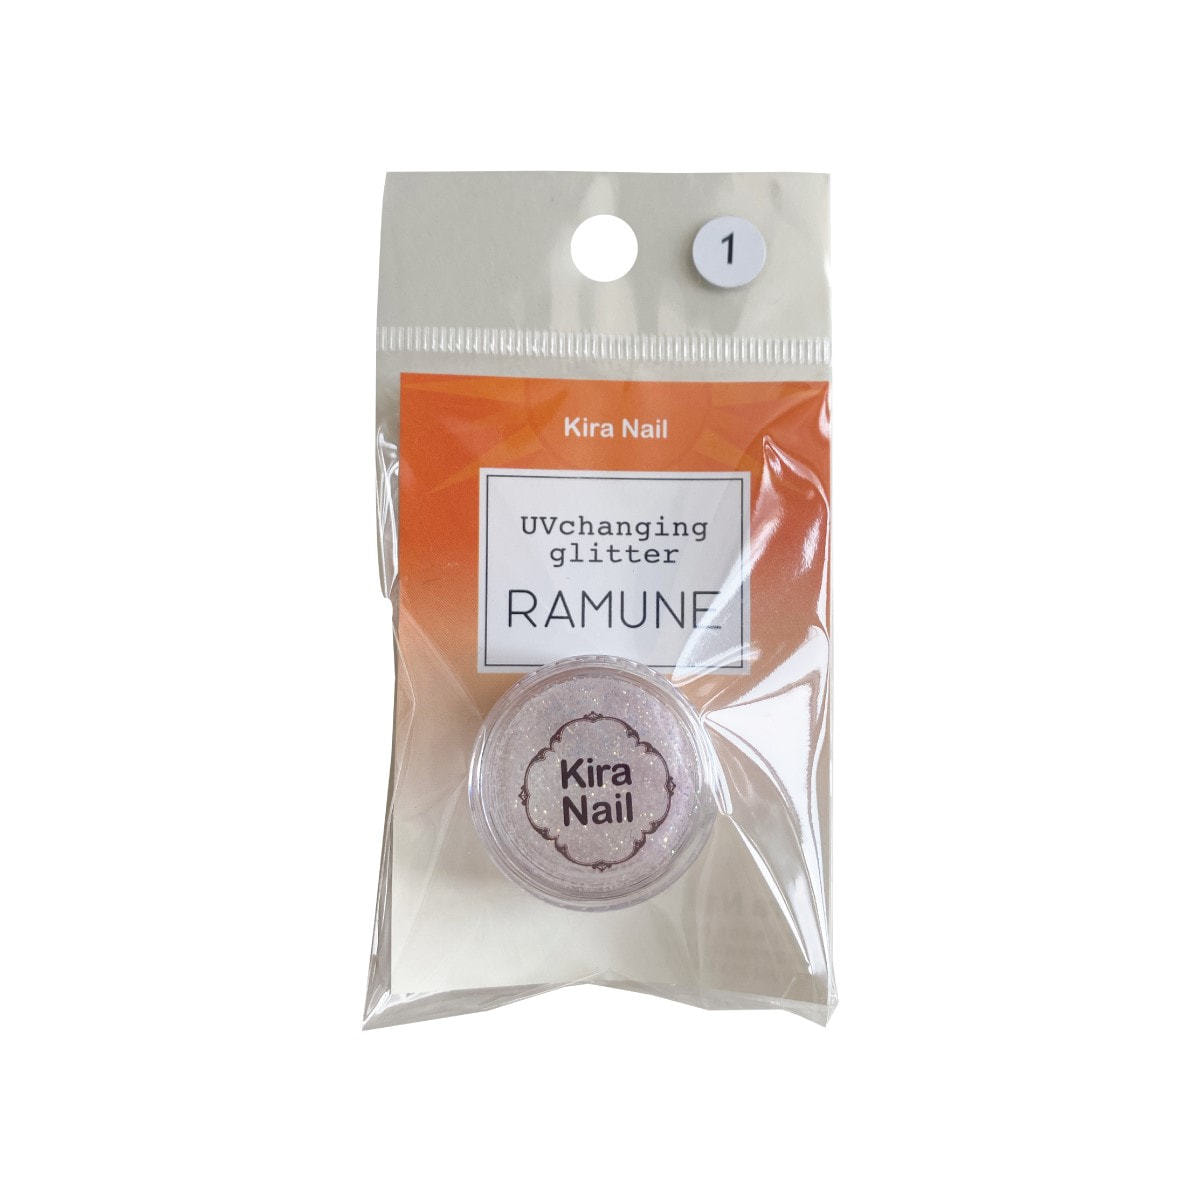 1
Kira Nail
UVchanging
glitter
RAMUNE
Kira
Nail